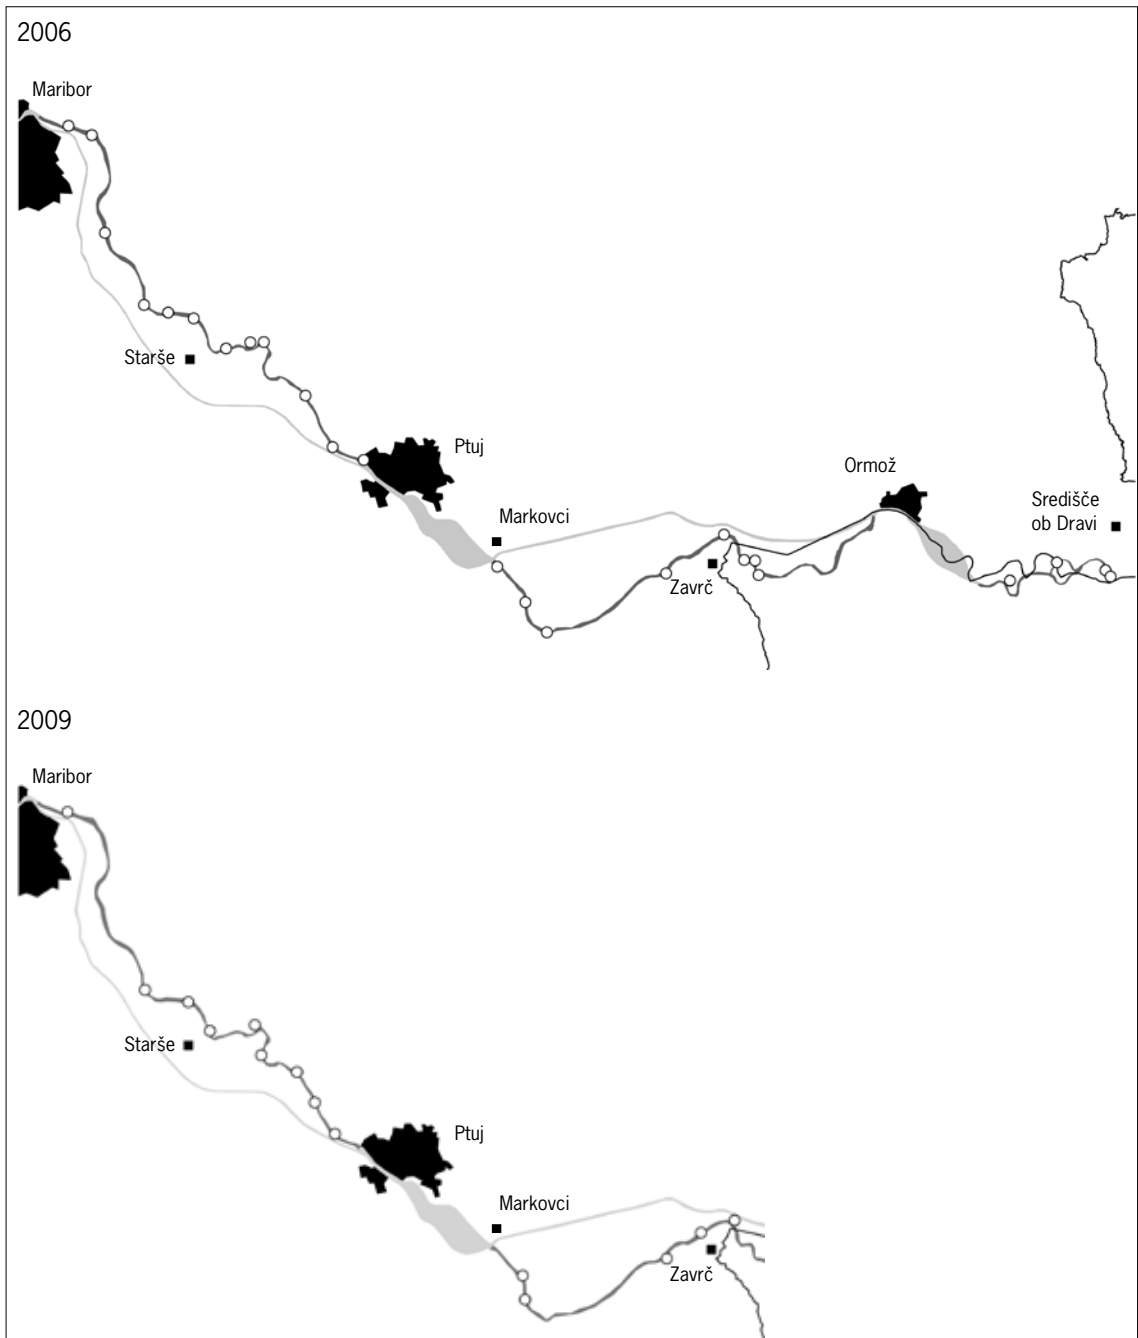 2006
Maribor
Starše
Ptuj
Markovci
Zavrč
Ormož
Središče
ob Dravi
2009
Maribor
Starše
Ptuj
Markovci
Zavrč